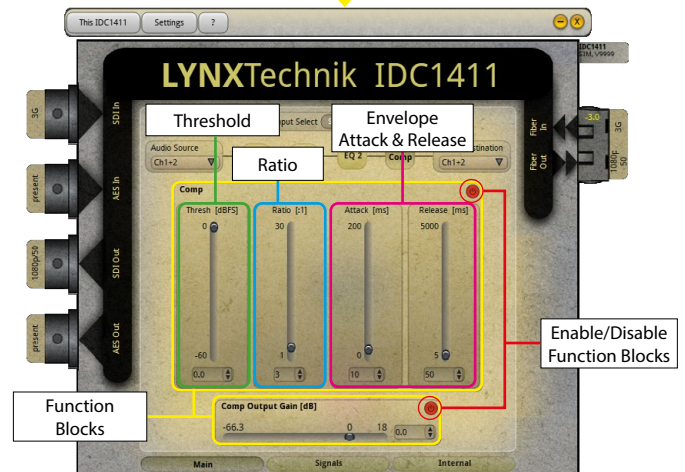 This IDC1411 Settings ?
IDC1411
SIM, V9999
LYNXTechnik IDC1411
Threshold
Envelope
Attack & Release
Ratio
Input Select
Audio Source
Ch1+2
EQ 2
Comp
Ch1+2
3G
SDI In
present
AES In
1080p/50
SDI Out
present
AES Out
Fiber
In
-3.0
3G
Fiber
Out
1080p
50
Comp
Thresh [dBFS] Ratio [:1] Attack [ms] Release [ms]
0 30 200 5000
-60 1 0 5
0.0 3 10 50
Enable/Disable
Function Blocks
Function
Blocks
Comp Output Gain [dB]
-66.3 0 18 0.0
Main Signals Internal